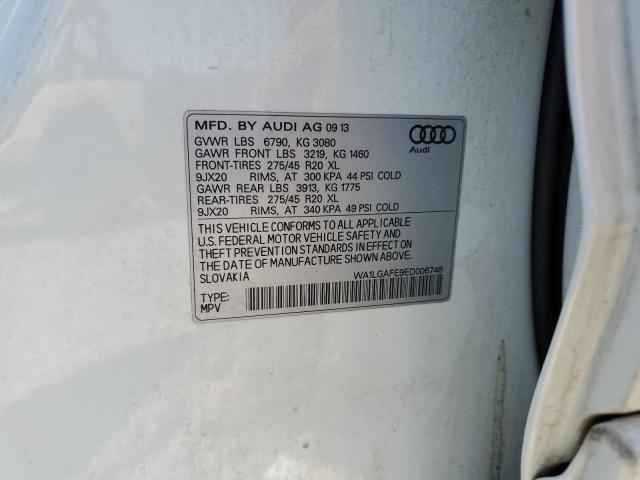 MFD. BY AUDI AG 09 13
GVWR LBS 6790, KG 3080
GAWR FRONT LBS 3219, KG 1460
FRONT-TIRES 275/45 R20 XL
9JX20 RIMS, AT 300 KPA 44 PSI COLD
GAWR REAR LBS 3913, KG 1775
REAR-TIRES 275/45 R20 XL
9JX20 RIMS, AT 340 KPA 49 PSI COLD
Audi
THIS VEHICLE CONFORMS TO ALL APPLICABLE
U.S. FEDERAL MOTOR VEHICLE SAFETY AND
THEFT PREVENTION STANDARDS IN EFFECT ON
THE DATE OF MANUFACTURE SHOWN ABOVE.
SLOVAKIA
WA1LGAFE9ED006746
TYPE:
MPV